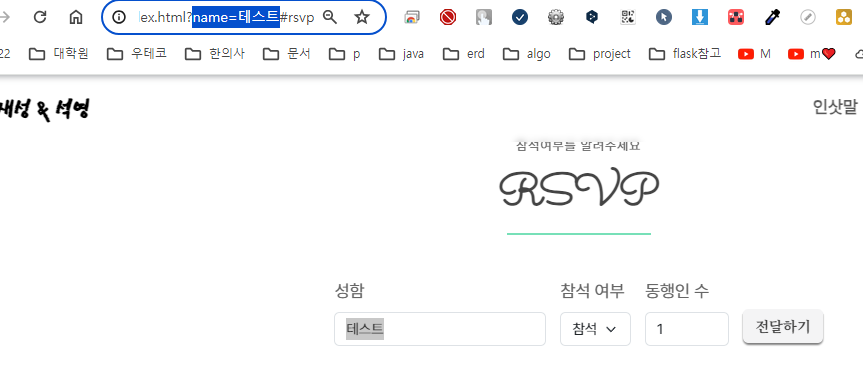 ex.html?name=테스트#rsvp
22 대학원 우테코 한의사 문서 p java erd algo project flask참고 M m❤
재성 & 석영 인삿말
참석여부를 알려주세요
RSVP
성함 참석 여부 동행인 수
테스트 참석 1 전달하기